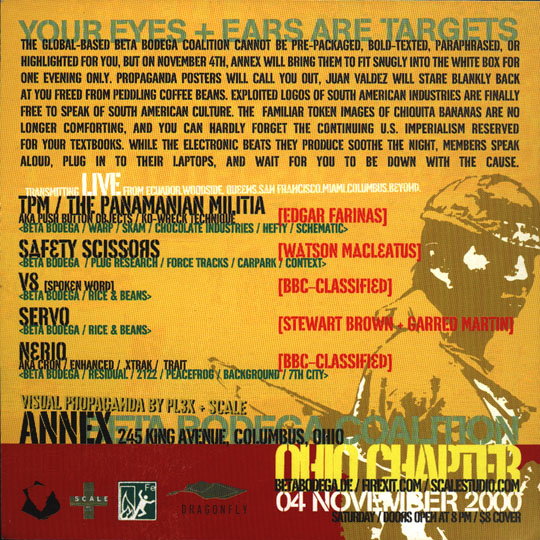 YOUR EYES + EARS ARE TARGETS
THE GLOBAL-BASED BETA BODEGA COALITION CANNOT BE PRE-PACKAGED, BOLD-TEXTED, PARAPHRASED, OR
HIGHLIGHTED FOR YOU, BUT ON NOVEMBER 4TH, ANNEX WILL BRING THEM TO FIT SNUGLY INTO THE WHITE BOX FOR
ONE EVENING ONLY. PROPAGANDA POSTERS WILL CALL YOU OUT, JUAN VALDEZ WILL STARE BLANKLY BACK
AT YOU FREED FROM PEDDLING COFFEE BEANS. EXPLOITED LOGOS OF SOUTH AMERICAN INDUSTRIES ARE FINALLY
FREE TO SPEAK OF SOUTH AMERICAN CULTURE. THE FAMILIAR TOKEN IMAGES OF CHIQUITA BANANAS ARE NO
LONGER COMFORTING, AND YOU CAN HARDLY FORGET THE CONTINUING U.S. IMPERIALISM RESERVED
FOR YOUR TEXTBOOKS. WHILE THE ELECTRONIC BEATS THEY PRODUCE SOOTHE THE NIGHT, MEMBERS SPEAK
ALOUD, PLUG IN TO THEIR LAPTOPS, AND WAIT FOR YOU TO BE DOWN WITH THE CAUSE.
TRANSMITTING LIVE FROM ECUADOR, WOODSIDE, QUEENS, SAN FRANCISCO, MIAMI, COLUMBUS, BEYOND.
TPM / THE PANAMANIAN MILITIA [EDGAR FARINAS]
AKA PUSH BUTTON OBJECTS / KO-WRECK TECHNIQUE
<BETA BODEGA / WARP / SKAM / CHOCOLATE INDUSTRIES / HEFTY / SCHEMATIC>
SAFETY SCISSORS [WATSON MACLEATUS]
<BETA BODEGA / PLUG RESEARCH / FORCE TRACKS / CARPARK / CONTEXT>
V8 [SPOKEN WORD] [BBC-CLASSIFIED]
<BETA BODEGA / RICE & BEANS>
SERVO [STEWART BROWN + GARRED MARTIN]
<BETA BODEGA / RICE & BEANS>
NERIO [BBC-CLASSIFIED]
AKA CRON / ENHANCED / XTRAK / TRAIT
<BETA BODEGA / RESIDUAL / 2122 / PEACEFROG / BACKGROUND / 7TH CITY>
VISUAL PROPAGANDA BY PL3X + SCALE
BETA BODEGA COALITION
ANNEX 245 KING AVENUE, COLUMBUS, OHIO
OHIO CHAPTER
BETABODEGA.DE / FIREXIT.COM / SCALESTUDIO.COM
04 NOVEMBER 2000
SATURDAY / DOORS OPEN AT 8 PM / $8 COVER
SCALE
Fe
DRAGONFLY